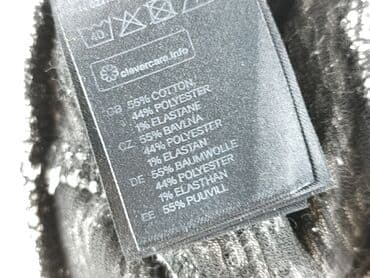 40
clevercare.info
GB 55% COTTON,
44% POLYESTER
1% ELASTANE
CZ 55% BAVLNA
44% POLYESTER
1% ELASTAN
DE 55% BAUMWOLLE
44% POLYESTER
1% ELASTHAN
EE 55% PUUVILL